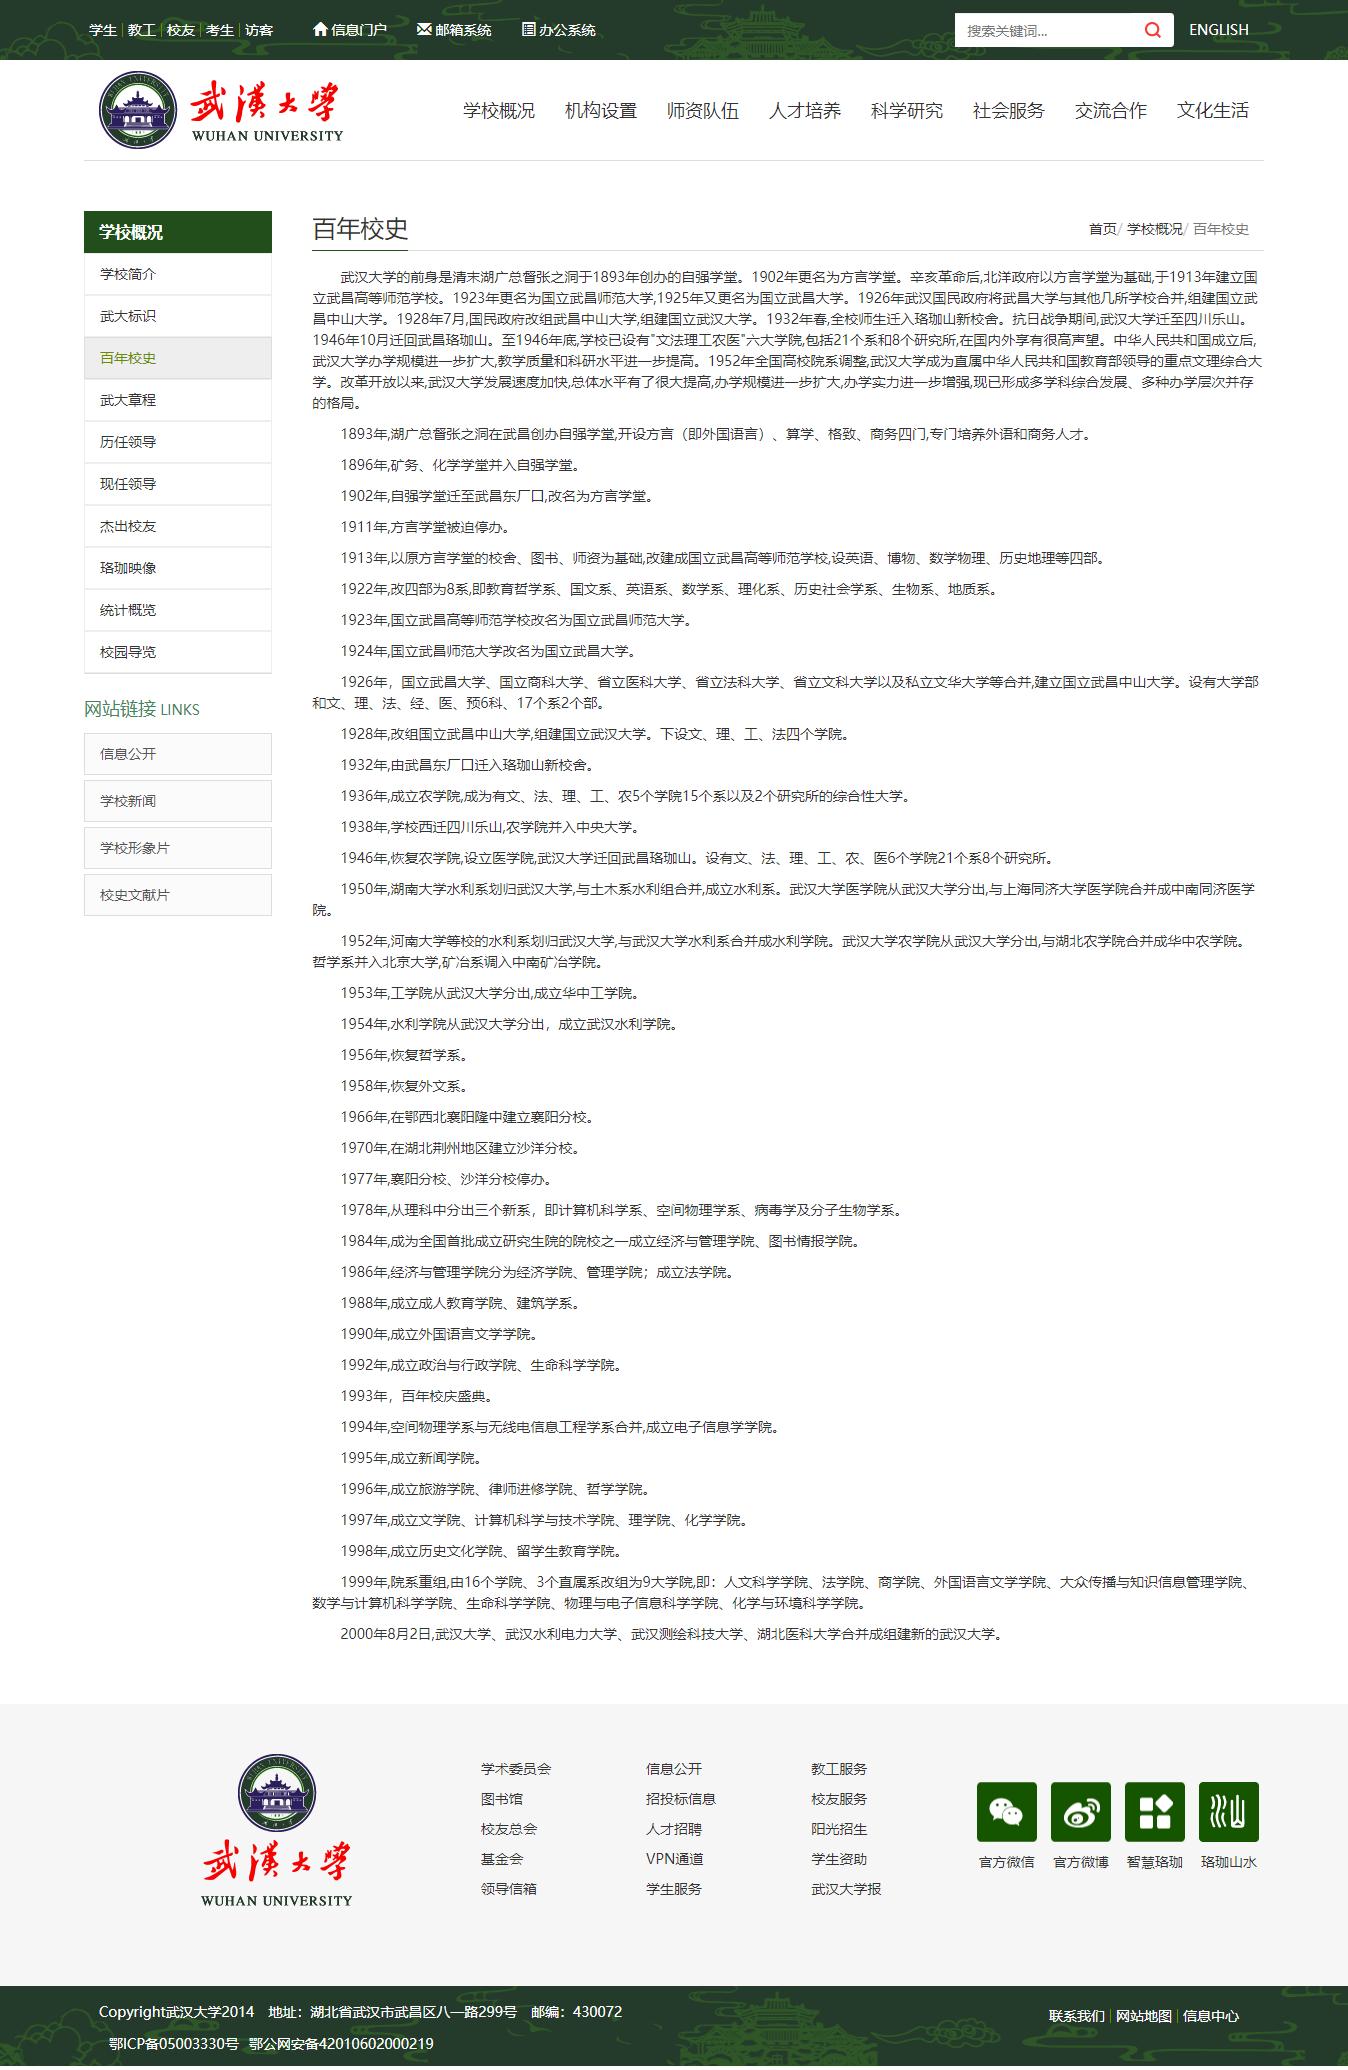 学生 | 教工 | 校友 | 考生 | 访客 信息门户 邮箱系统 办公系统 搜索关键词... ENGLISH
武汉大学
WUHAN UNIVERSITY
学校概况 机构设置 师资队伍 人才培养 科学研究 社会服务 交流合作 文化生活
学校概况
学校简介
武大标识
百年校史
武大章程
历任领导
现任领导
杰出校友
珞珈映像
统计概览
校园导览
网站链接 LINKS
信息公开
学校新闻
学校形象片
校史文献片
百年校史
首页/ 学校概况/ 百年校史
武汉大学的前身是清末湖广总督张之洞于1893年创办的自强学堂。1902年更名为方言学堂。辛亥革命后,北洋政府以方言学堂为基础,于1913年建立国
立武昌高等师范学校。1923年更名为国立武昌师范大学,1925年又更名为国立武昌大学。1926年武汉国民政府将武昌大学与其他几所学校合并,组建国立武
昌中山大学。1928年7月,国民政府改组武昌中山大学,组建国立武汉大学。1932年春,全校师生迁入珞珈山新校舍。抗日战争期间,武汉大学迁至四川乐山。
1946年10月迁回武昌珞珈山。至1946年底,学校已设有"文法理工农医"六大学院,包括21个系和8个研究所,在国内外享有很高声望。中华人民共和国成立后,
武汉大学办学规模进一步扩大,教学质量和科研水平进一步提高。1952年全国高校院系调整,武汉大学成为直属中华人民共和国教育部领导的重点文理综合大
学。改革开放以来,武汉大学发展速度加快,总体水平有了很大提高,办学规模进一步扩大,办学实力进一步增强,现已形成多学科综合发展、多种办学层次并存
的格局。
1893年,湖广总督张之洞在武昌创办自强学堂,开设方言（即外国语言）、算学、格致、商务四门,专门培养外语和商务人才。
1896年,矿务、化学学堂并入自强学堂。
1902年,自强学堂迁至武昌东厂口,改名为方言学堂。
1911年,方言学堂被迫停办。
1913年,以原方言学堂的校舍、图书、师资为基础,改建成国立武昌高等师范学校,设英语、博物、数学物理、历史地理等四部。
1922年,改四部为8系,即教育哲学系、国文系、英语系、数学系、理化系、历史社会学系、生物系、地质系。
1923年,国立武昌高等师范学校改名为国立武昌师范大学。
1924年,国立武昌师范大学改名为国立武昌大学。
1926年，国立武昌大学、国立商科大学、省立医科大学、省立法科大学、省立文科大学以及私立文华大学等合并,建立国立武昌中山大学。设有大学部
和文、理、法、经、医、预6科、17个系2个部。
1928年,改组国立武昌中山大学,组建国立武汉大学。下设文、理、工、法四个学院。
1932年,由武昌东厂口迁入珞珈山新校舍。
1936年,成立农学院,成为有文、法、理、工、农5个学院15个系以及2个研究所的综合性大学。
1938年,学校西迁四川乐山,农学院并入中央大学。
1946年,恢复农学院,设立医学院,武汉大学迁回武昌珞珈山。设有文、法、理、工、农、医6个学院21个系8个研究所。
1950年,湖南大学水利系划归武汉大学,与土木系水利组合并,成立水利系。武汉大学医学院从武汉大学分出,与上海同济大学医学院合并成中南同济医学
院。
1952年,河南大学等校的水利系划归武汉大学,与武汉大学水利系合并成水利学院。武汉大学农学院从武汉大学分出,与湖北农学院合并成华中农学院。
哲学系并入北京大学,矿冶系调入中南矿冶学院。
1953年,工学院从武汉大学分出,成立华中工学院。
1954年,水利学院从武汉大学分出，成立武汉水利学院。
1956年,恢复哲学系。
1958年,恢复外文系。
1966年,在鄂西北襄阳隆中建立襄阳分校。
1970年,在湖北荆州地区建立沙洋分校。
1977年,襄阳分校、沙洋分校停办。
1978年,从理科中分出三个新系，即计算机科学系、空间物理学系、病毒学及分子生物学系。
1984年,成为全国首批成立研究生院的院校之一成立经济与管理学院、图书情报学院。
1986年,经济与管理学院分为经济学院、管理学院；成立法学院。
1988年,成立成人教育学院、建筑学系。
1990年,成立外国语言文学学院。
1992年,成立政治与行政学院、生命科学学院。
1993年，百年校庆盛典。
1994年,空间物理学系与无线电信息工程学系合并,成立电子信息学学院。
1995年,成立新闻学院。
1996年,成立旅游学院、律师进修学院、哲学学院。
1997年,成立文学院、计算机科学与技术学院、理学院、化学学院。
1998年,成立历史文化学院、留学生教育学院。
1999年,院系重组,由16个学院、3个直属系改组为9大学院,即：人文科学学院、法学院、商学院、外国语言文学学院、大众传播与知识信息管理学院、
数学与计算机科学学院、生命科学学院、物理与电子信息科学学院、化学与环境科学学院。
2000年8月2日,武汉大学、武汉水利电力大学、武汉测绘科技大学、湖北医科大学合并成组建新的武汉大学。
武汉大学
WUHAN UNIVERSITY
学术委员会 信息公开 教工服务
图书馆 招投标信息 校友服务
校友总会 人才招聘 阳光招生
基金会 VPN通道 学生资助
领导信箱 学生服务 武汉大学报
官方微信 官方微博 智慧珞珈 珞珈山水
Copyright武汉大学2014 地址：湖北省武汉市武昌区八一路299号 邮编：430072
鄂ICP备05003330号 鄂公网安备42010602000219
联系我们 | 网站地图 | 信息中心